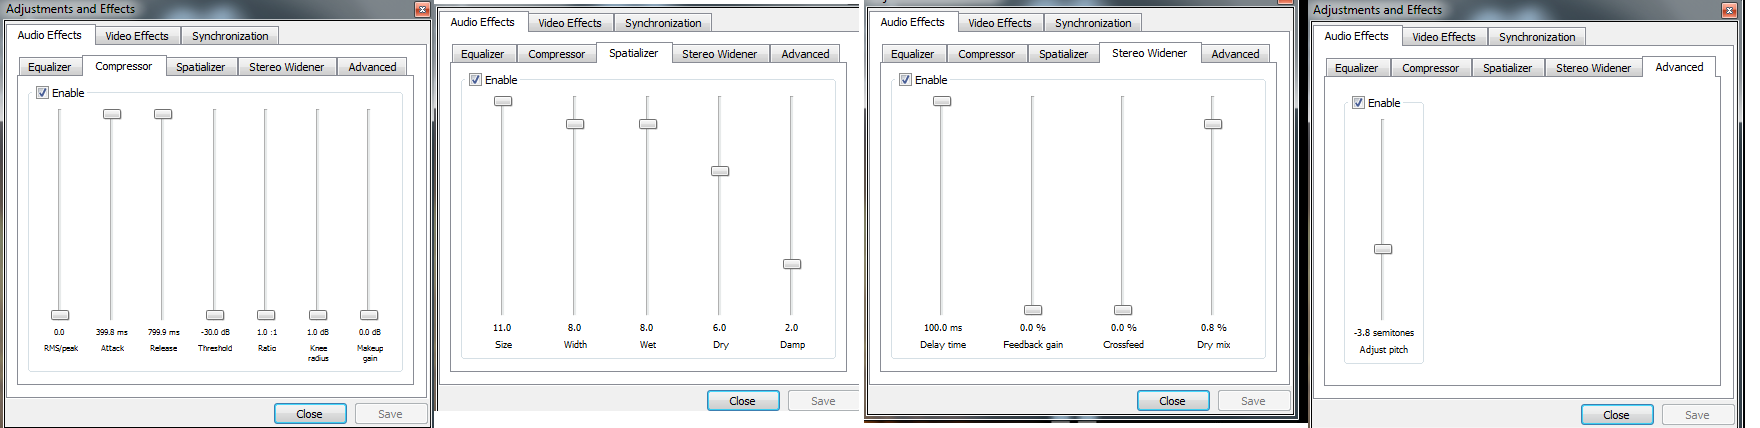 Adjustments and Effects
Audio Effects Video Effects Synchronization
Equalizer Compressor Spatializer Stereo Widener Advanced
Enable
0.0 399.8 ms 799.9 ms -30.0 dB 1.0 :1 1.0 dB 0.0 dB
RMS/peak Attack Release Threshold Ratio Knee radius Makeup gain
Close Save
Audio Effects Video Effects Synchronization
Equalizer Compressor Spatializer Stereo Widener Advanced
Enable
11.0 8.0 8.0 6.0 2.0
Size Width Wet Dry Damp
Close Save
Audio Effects Video Effects Synchronization
Equalizer Compressor Spatializer Stereo Widener Advanced
Enable
100.0 ms 0.0 % 0.0 % 0.8 %
Delay time Feedback gain Crossfeed Dry mix
Close Save
Adjustments and Effects
Audio Effects Video Effects Synchronization
Equalizer Compressor Spatializer Stereo Widener Advanced
Enable
-3.8 semitones
Adjust pitch
Close Save